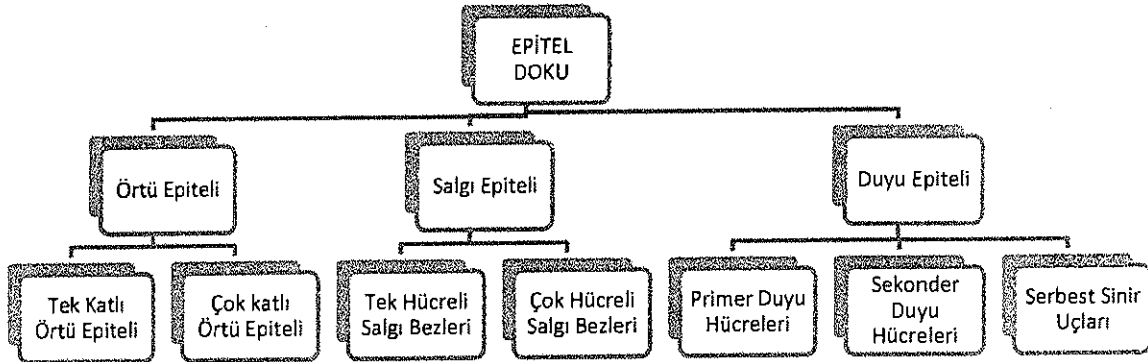 EPİTEL
DOKU
Örtü Epiteli
Salgı Epiteli
Duyu Epiteli
Tek Katlı
Örtü Epiteli
Çok katlı
Örtü Epiteli
Tek Hücreli
Salgı Bezleri
Çok Hücreli
Salgı Bezleri
Primer Duyu
Hücreleri
Sekonder
Duyu
Hücreleri
Serbest Sinir
Uçları